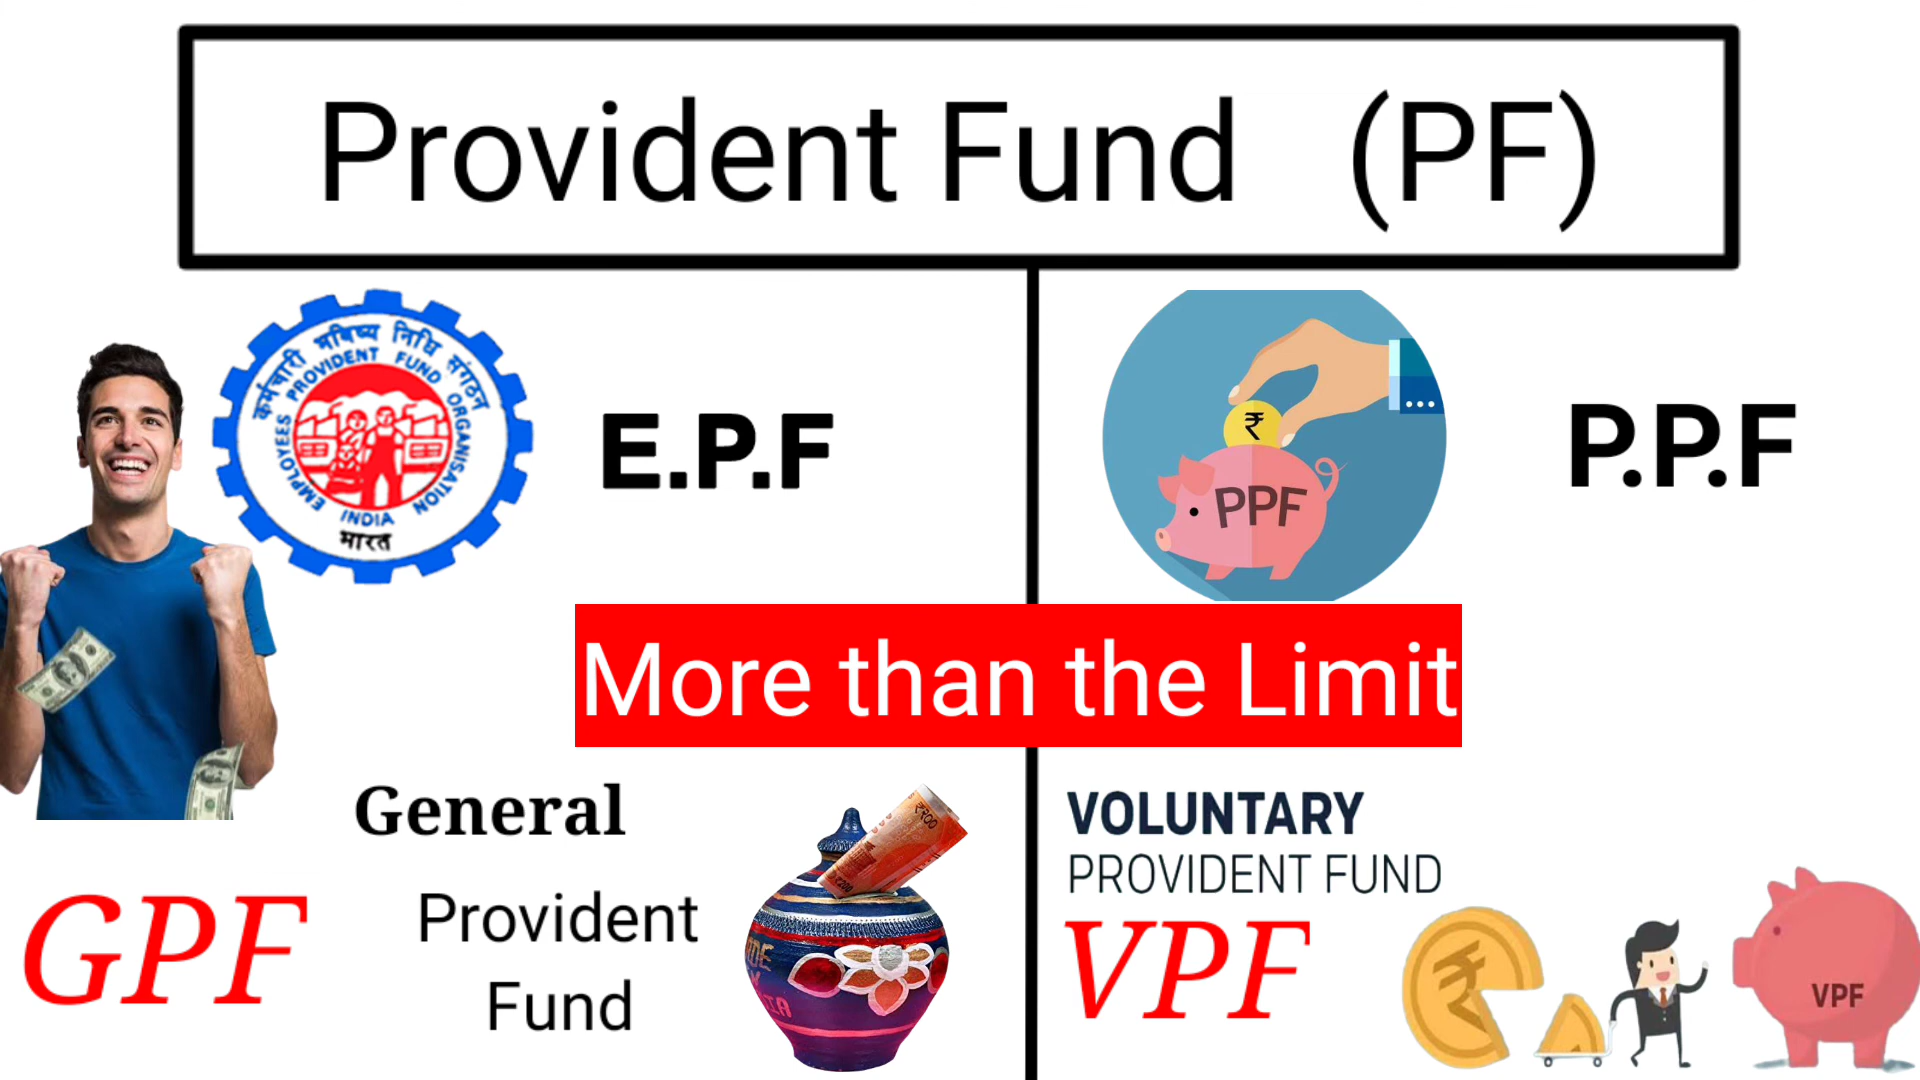 Provident Fund (PF)
कर्मचारी भविष्य निधि संगठन
EMPLOYEES PROVIDENT FUND ORGANISATION
INDIA
भारत
E.P.F
₹
PPF
P.P.F
More than the Limit
General
Provident
Fund
GPF
₹200
VOLUNTARY
PROVIDENT FUND
VPF
₹
VPF